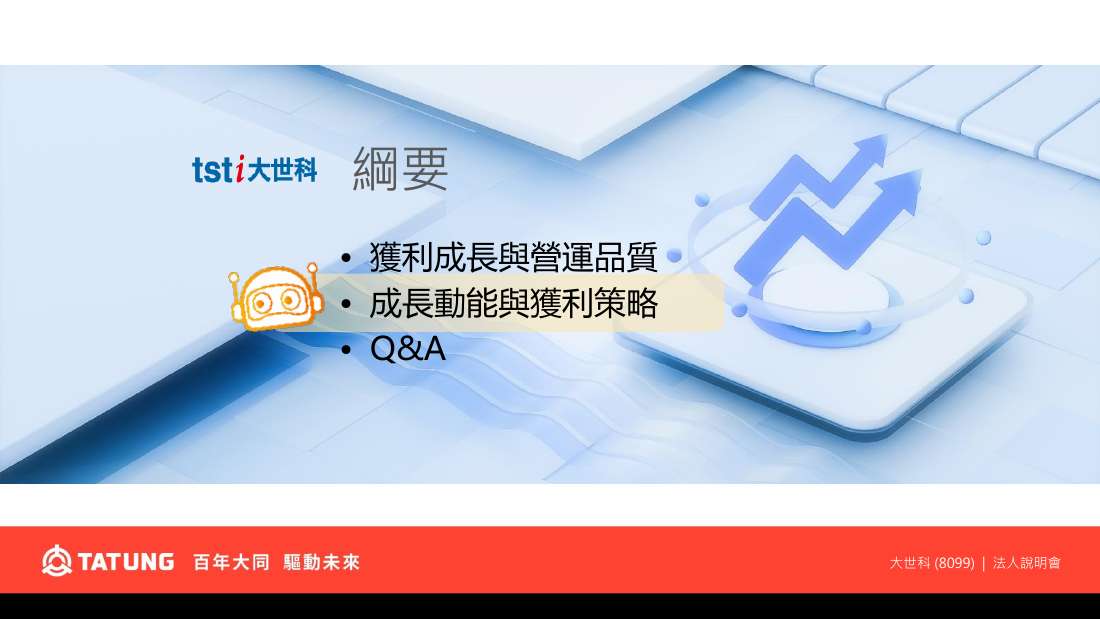 tsti大世科 綱要
• 獲利成長與營運品質
• 成長動能與獲利策略
• Q&A
TATUNG 百年大同 驅動未來
大世科 (8099) | 法人說明會